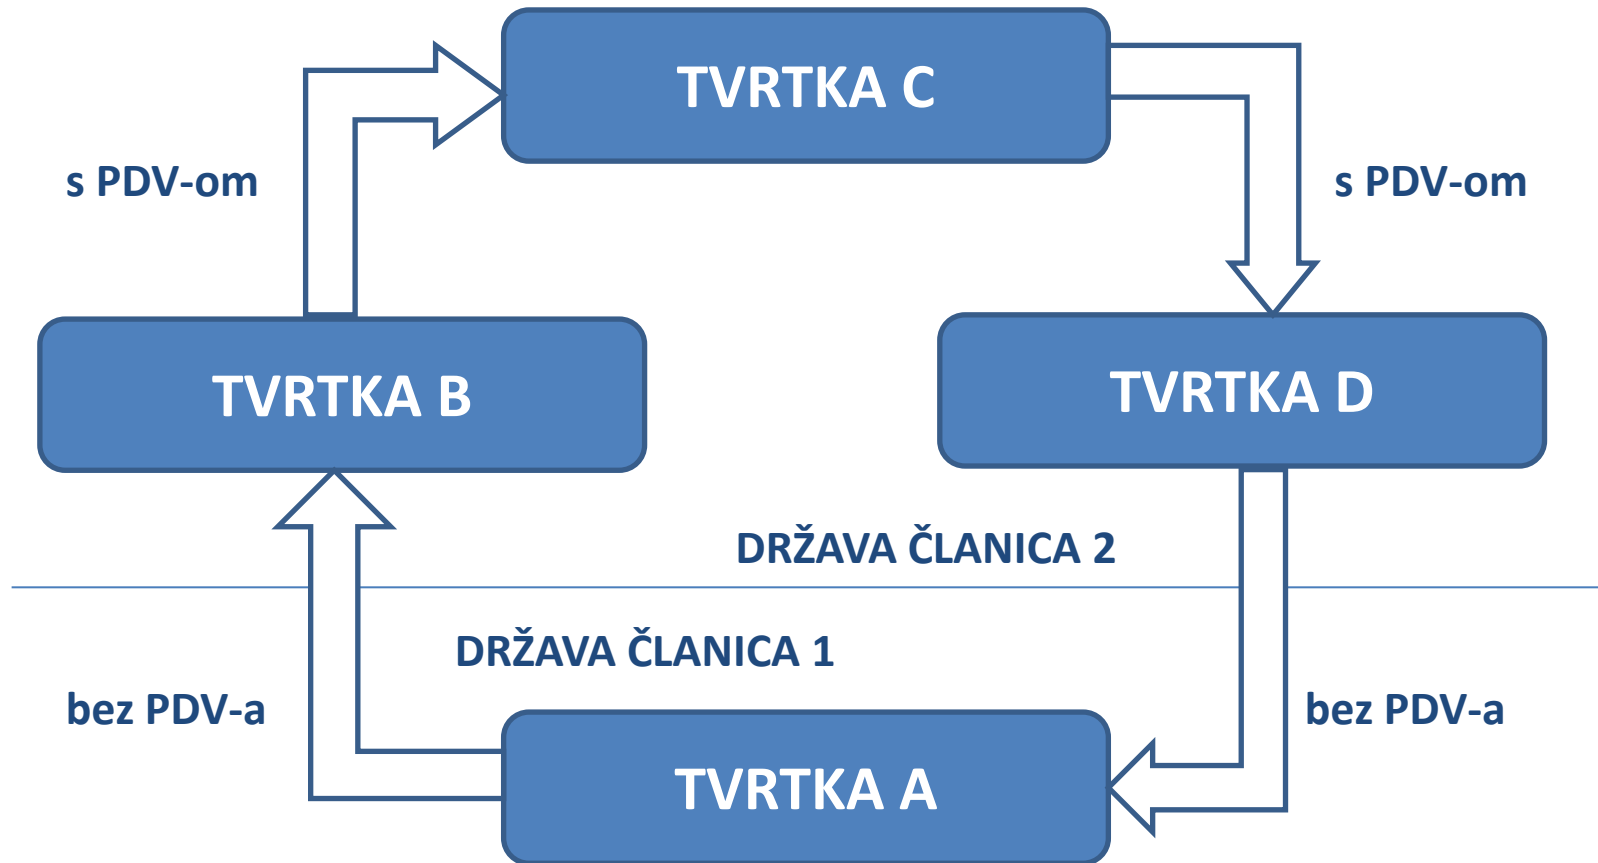 TVRTKA C
s PDV-om
s PDV-om
TVRTKA B
TVRTKA D
DRŽAVA ČLANICA 2
DRŽAVA ČLANICA 1
bez PDV-a
bez PDV-a
TVRTKA A